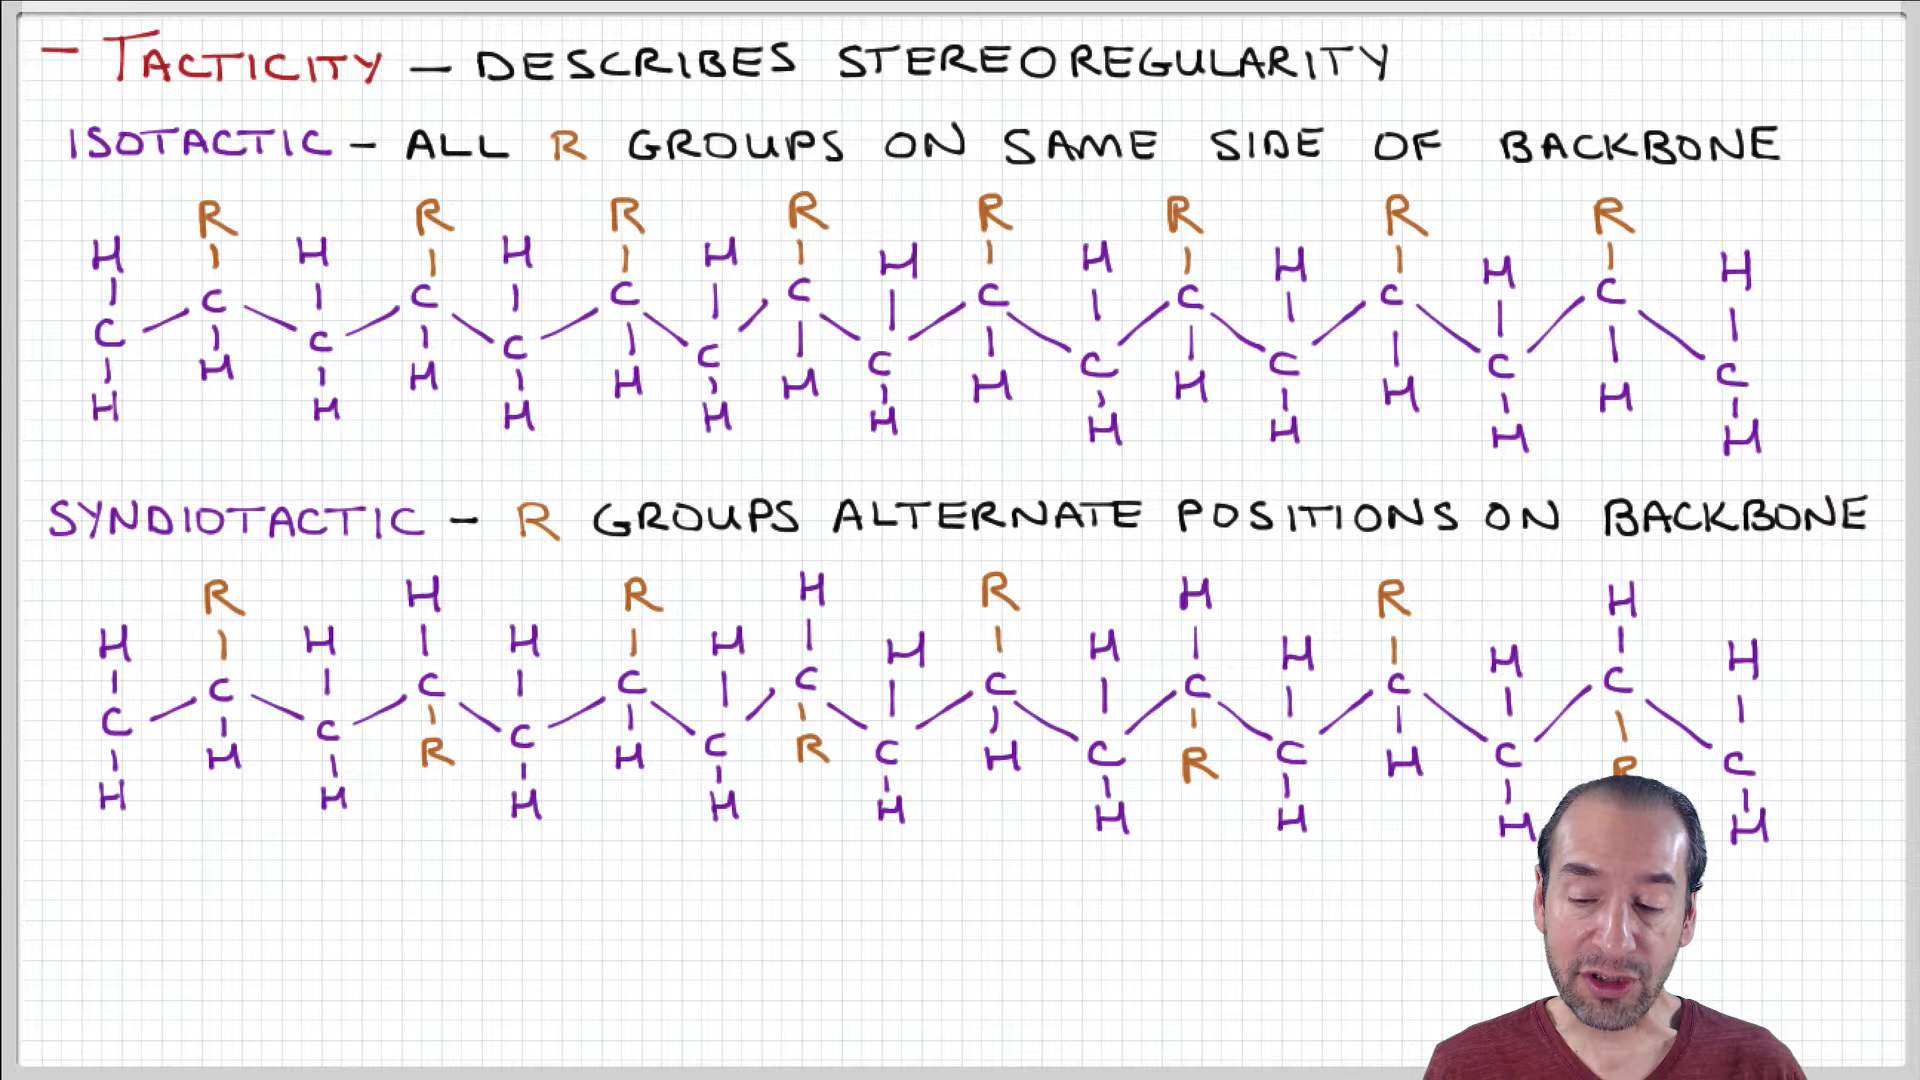 - TACTICITY - DESCRIBES STEREOREGULARITY
ISOTACTIC - ALL R GROUPS ON SAME SIDE OF BACKBONE
R R R R R R R R
H H H H H H H H H
C C C C C C C C
C C C C C C C C C
H H H H H H H H
H H H H H H H H H
SYNDIOTACTIC - R GROUPS ALTERNATE POSITIONS ON BACKBONE
R H R H R H R H
H H H H H H H H H
C C C C C C C C
C C C C C C C C C
H R H R H R H R
H H H H H H H H H